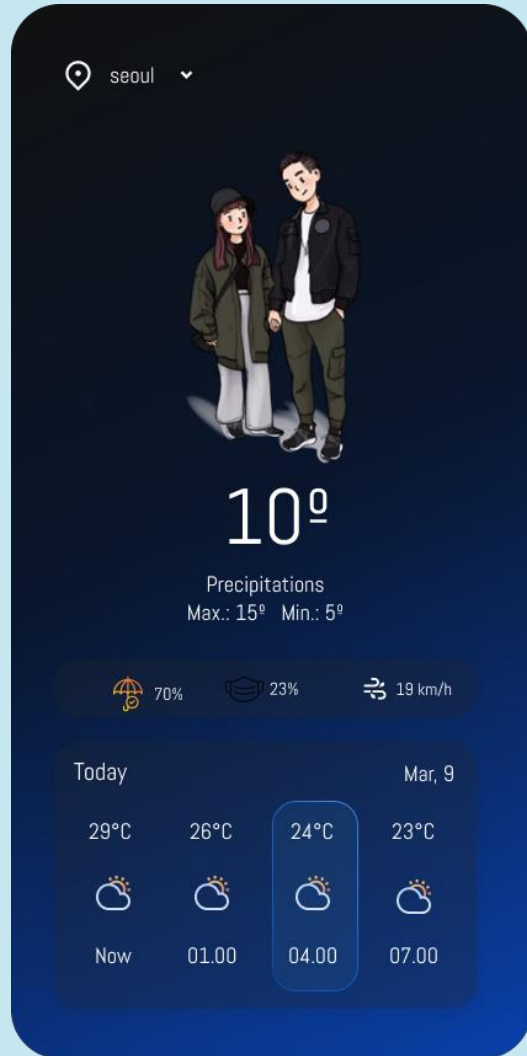 seoul
10º
Precipitations
Max.: 15º Min.: 5º
70% 23% 19 km/h
Today Mar, 9
29°C 26°C 24°C 23°C
Now 01.00 04.00 07.00